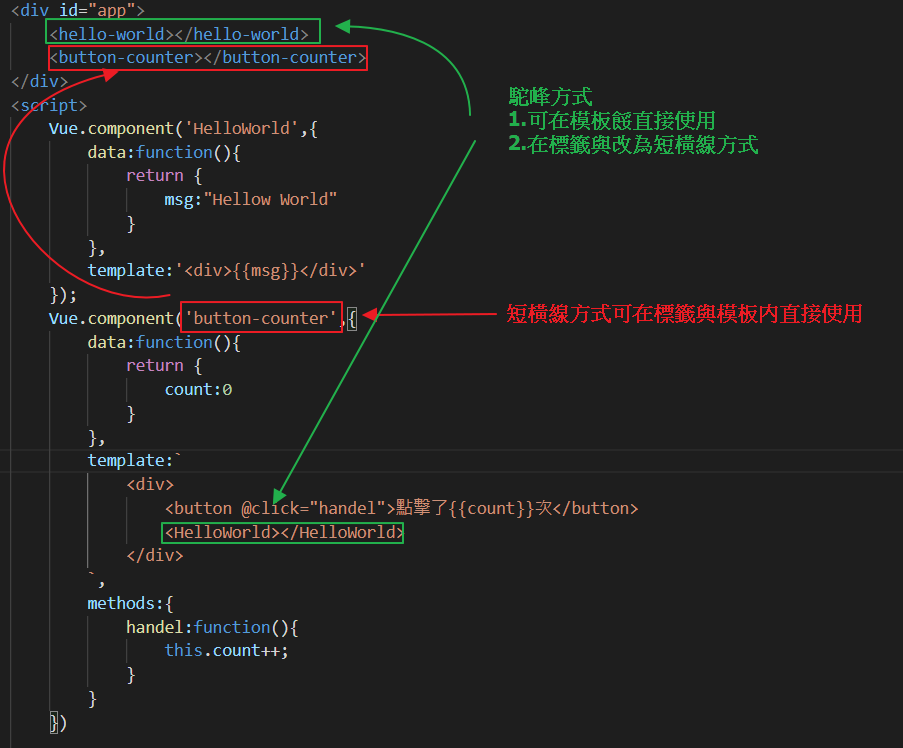 <div id="app">
<hello-world></hello-world>
<button-counter></button-counter>
</div>
<script>
駝峰方式
1.可在模板餃直接使用
2.在標籤與改為短橫線方式
Vue.component('HelloWorld',{
data:function(){
return {
msg:"Hellow World"
}
},
template:'<div>{{msg}}</div>'
});
Vue.component('button-counter',{
短橫線方式可在標籤與模板內直接使用
data:function(){
return {
count:0
}
},
template:`
<div>
<button @click="handel">點擊了{{count}}次</button>
<HelloWorld></HelloWorld>
</div>
`,
methods:{
handel:function(){
this.count++;
}
}
})